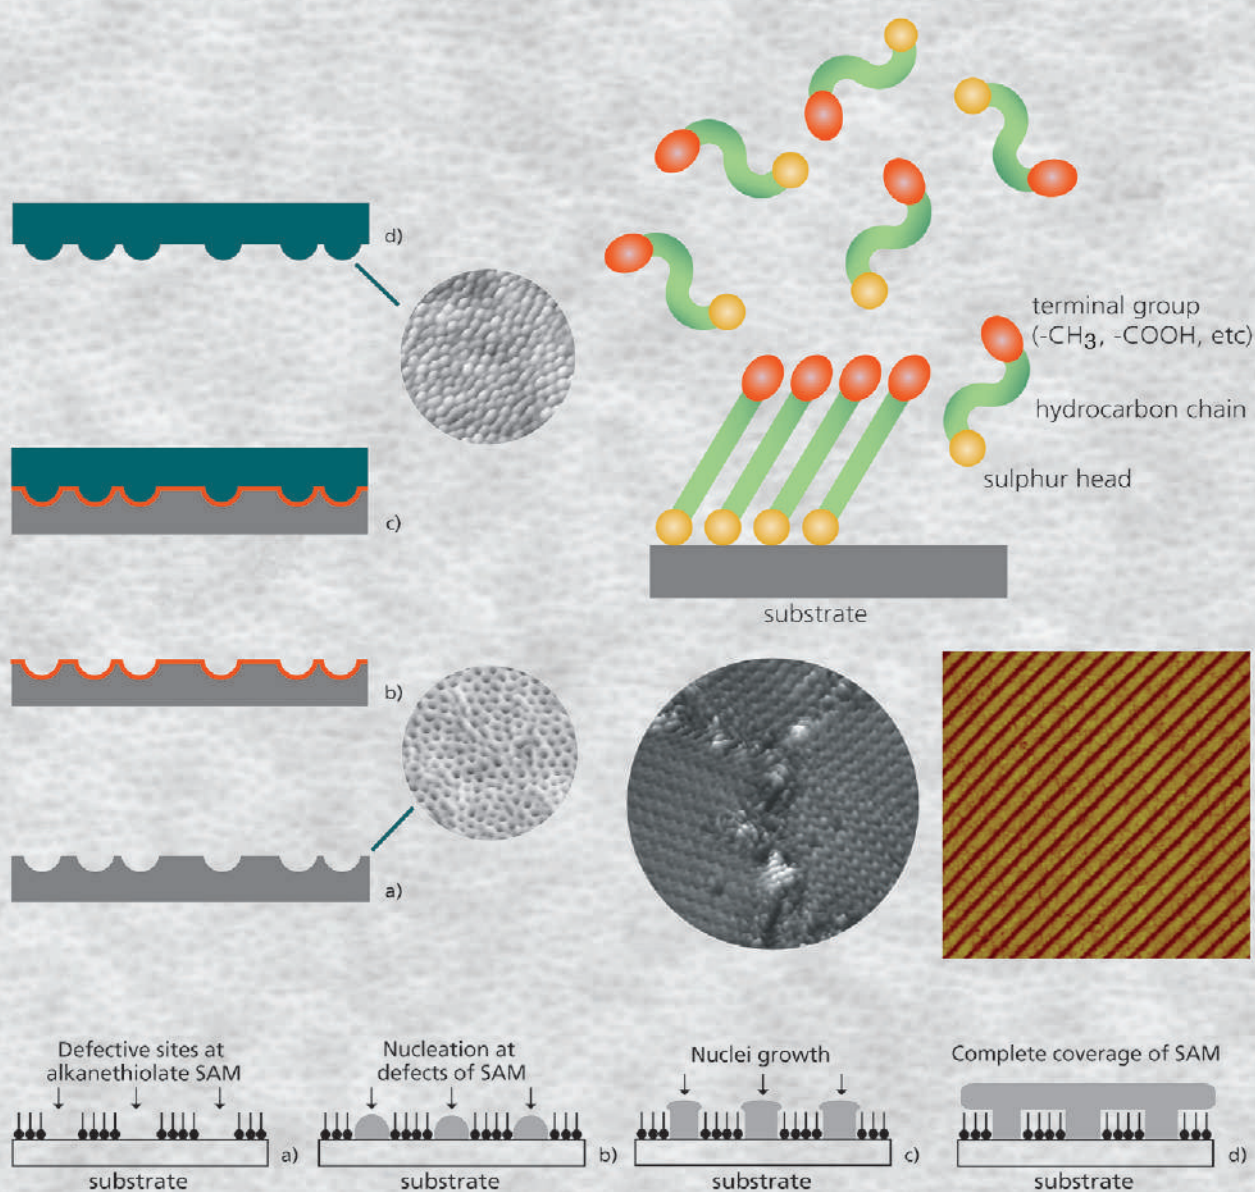 d)
terminal group
(-CH₃, -COOH, etc)
hydrocarbon chain
sulphur head
c)
substrate
b)
a)
Defective sites at
alkanethiolate SAM
a)
substrate
Nucleation at
defects of SAM
b)
substrate
Nuclei growth
c)
substrate
Complete coverage of SAM
d)
substrate